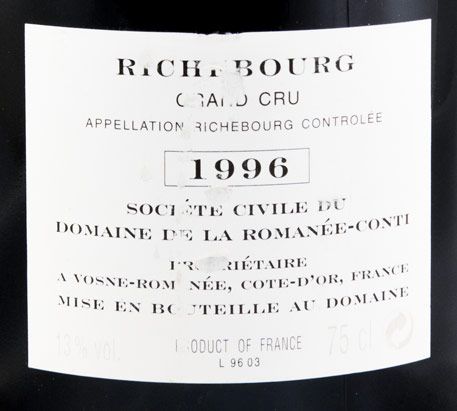 RICHEBOURG
GRAND CRU
APPELLATION RICHEBOURG CONTROLÉE
1996
SOCIÉTÉ CIVILE DU
DOMAINE DE LA ROMANÉE-CONTI
PROPRIÉTAIRE
A VOSNE-ROMANÉE, COTE-D'OR, FRANCE
MISE EN BOUTEILLE AU DOMAINE
13% vol. PRODUCT OF FRANCE 75 cl
L 96 03